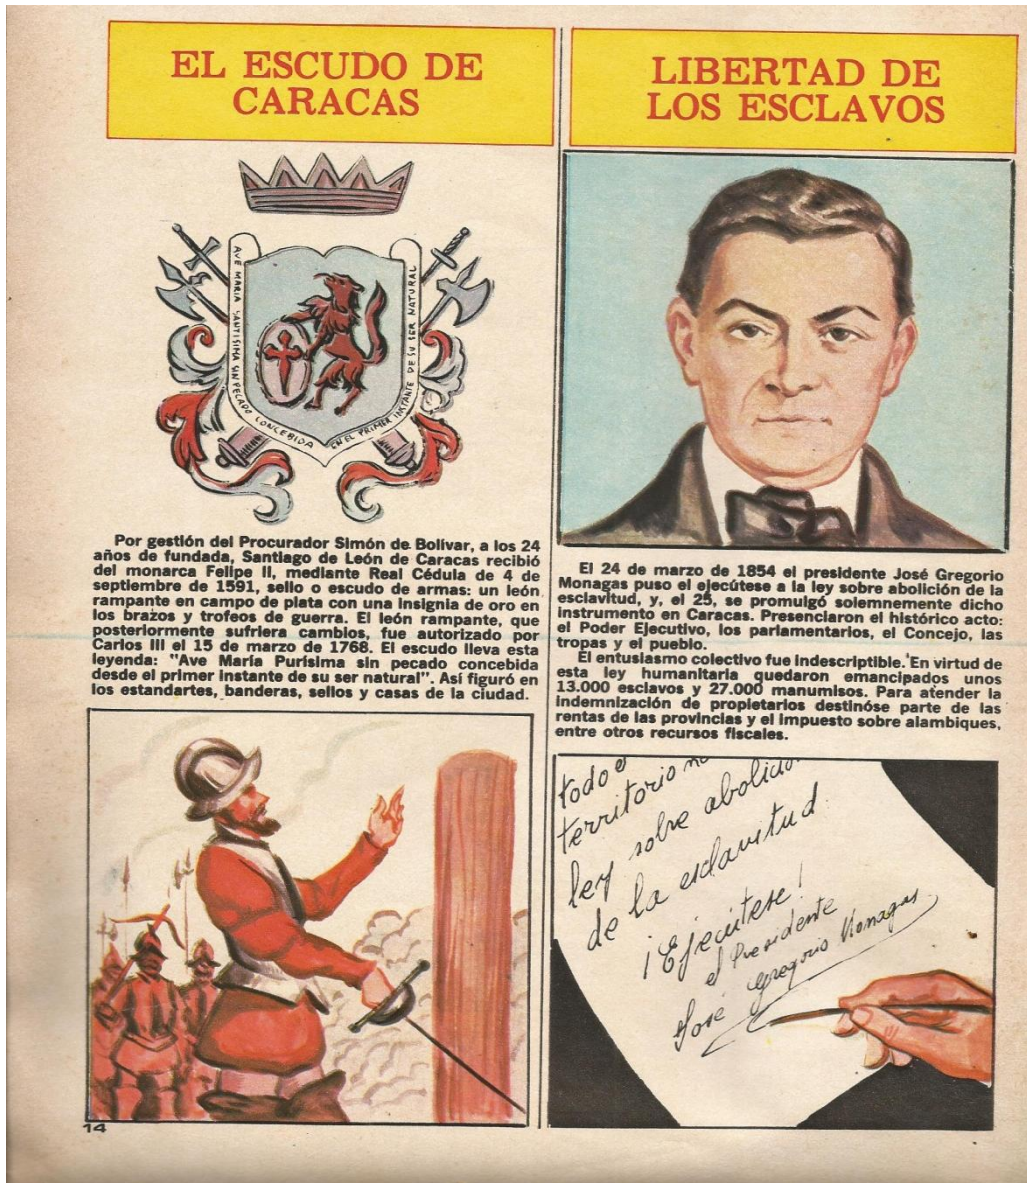 EL ESCUDO DE
CARACAS
AVE MARIA SANTISIMA SIN PECADO CONCEBIDA
EN EL PRIMER INSTANTE DE SU SER NATURAL
Por gestión del Procurador Simón de Bolívar, a los 24
años de fundada, Santiago de León de Caracas recibió
del monarca Felipe II, mediante Real Cédula de 4 de
septiembre de 1591, sello o escudo de armas: un león
rampante en campo de plata con una insignia de oro en
los brazos y trofeos de guerra. El león rampante, que
posteriormente sufriera cambios, fue autorizado por
Carlos III el 15 de marzo de 1768. El escudo lleva esta
leyenda: "Ave María Purísima sin pecado concebida
desde el primer instante de su ser natural". Así figuró en
los estandartes, banderas, sellos y casas de la ciudad.
14
LIBERTAD DE
LOS ESCLAVOS
El 24 de marzo de 1854 el presidente José Gregorio
Monagas puso el ejecútese a la ley sobre abolición de la
esclavitud, y, el 25, se promulgó solemnemente dicho
instrumento en Caracas. Presenciaron el histórico acto:
el Poder Ejecutivo, los parlamentarios, el Concejo, las
tropas y el pueblo.
El entusiasmo colectivo fue indescriptible. En virtud de
esta ley humanitaria quedaron emancipados unos
13.000 esclavos y 27.000 manumisos. Para atender la
indemnización de propietarios destinóse parte de las
rentas de las provincias y el impuesto sobre alambiques,
entre otros recursos fiscales.
todo e
territorio n
ley sobre abolició
de la esclavitud
¡Ejecútese!
el Presidente
José Gregorio Monagas